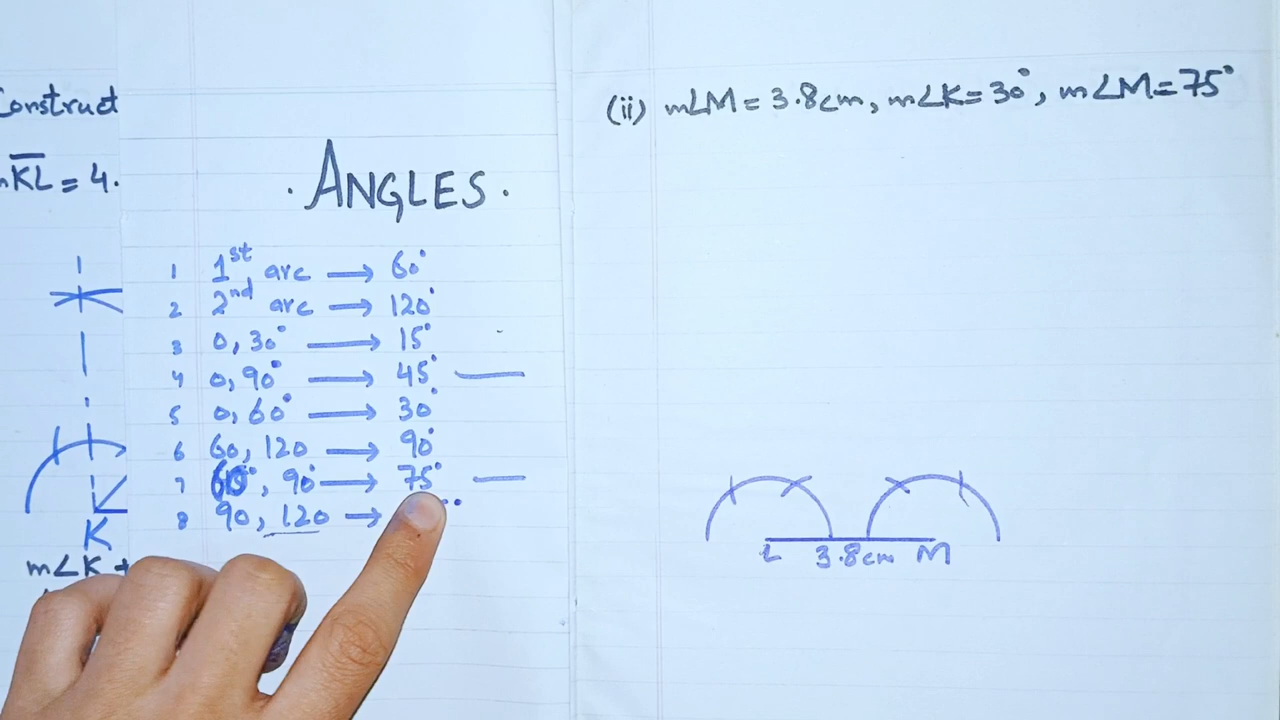 Construct
mKL = 4.
K
m∠K +
· ANGLES ·
1 1st arc → 60°
2 2nd arc → 120°
3 0, 30° → 15°
4 0, 90° → 45°
5 0, 60° → 30°
6 60, 120 → 90°
7 60°, 90° → 75°
8 90, 120 →
(ii) m∠M = 3.8cm, m∠K = 30°, m∠M = 75°
L 3.8cm M